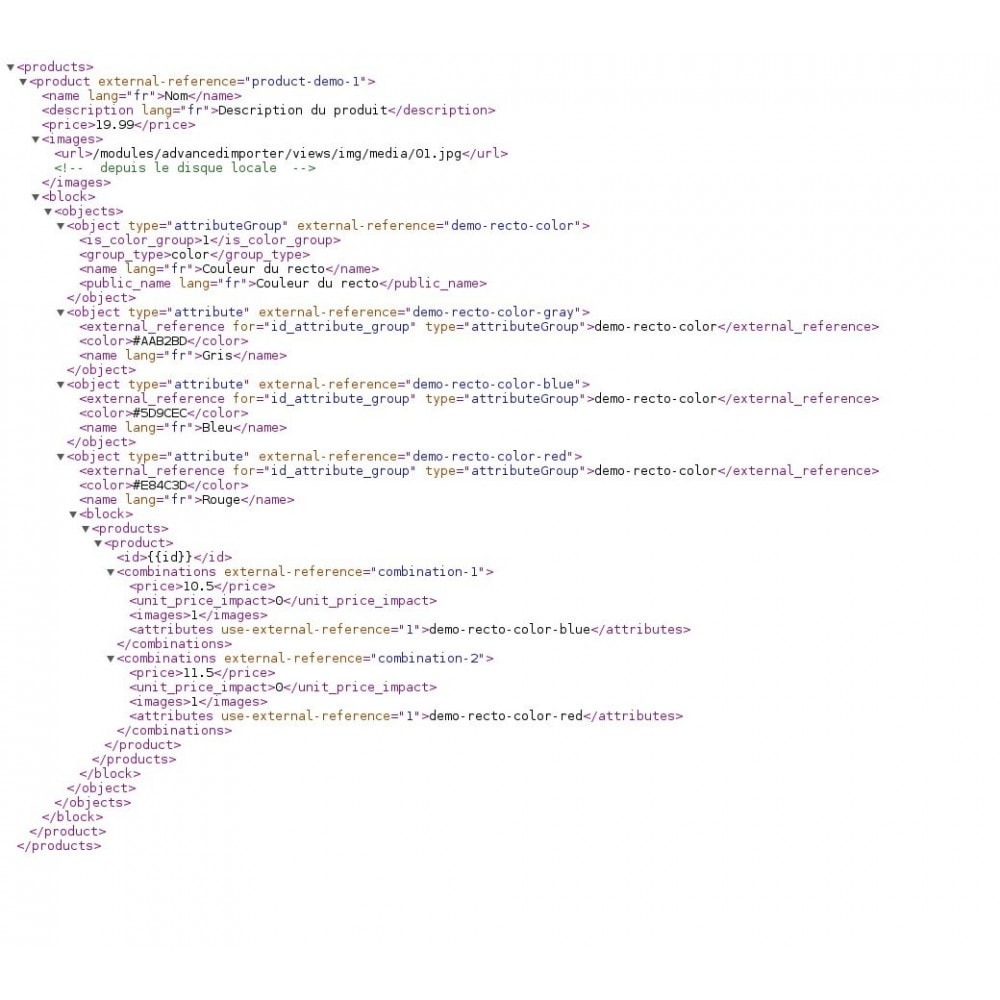 ▼<products>
▼<product external-reference="product-demo-1">
<name lang="fr">Nom</name>
<description lang="fr">Description du produit</description>
<price>19.99</price>
▼<images>
<url>/modules/advancedimporter/views/img/media/01.jpg</url>
<!-- depuis le disque locale -->
</images>
▼<block>
▼<objects>
▼<object type="attributeGroup" external-reference="demo-recto-color">
<is_color_group>1</is_color_group>
<group_type>color</group_type>
<name lang="fr">Couleur du recto</name>
<public_name lang="fr">Couleur du recto</public_name>
</object>
▼<object type="attribute" external-reference="demo-recto-color-gray">
<external_reference for="id_attribute_group" type="attributeGroup">demo-recto-color</external_reference>
<color>#AAB2BD</color>
<name lang="fr">Gris</name>
</object>
▼<object type="attribute" external-reference="demo-recto-color-blue">
<external_reference for="id_attribute_group" type="attributeGroup">demo-recto-color</external_reference>
<color>#5D9CEC</color>
<name lang="fr">Bleu</name>
</object>
▼<object type="attribute" external-reference="demo-recto-color-red">
<external_reference for="id_attribute_group" type="attributeGroup">demo-recto-color</external_reference>
<color>#E84C3D</color>
<name lang="fr">Rouge</name>
▼<block>
▼<products>
▼<product>
<id>{{id}}</id>
▼<combinations external-reference="combination-1">
<price>10.5</price>
<unit_price_impact>0</unit_price_impact>
<images>1</images>
<attributes use-external-reference="1">demo-recto-color-blue</attributes>
</combinations>
▼<combinations external-reference="combination-2">
<price>11.5</price>
<unit_price_impact>0</unit_price_impact>
<images>1</images>
<attributes use-external-reference="1">demo-recto-color-red</attributes>
</combinations>
</product>
</products>
</block>
</object>
</objects>
</block>
</product>
</products>